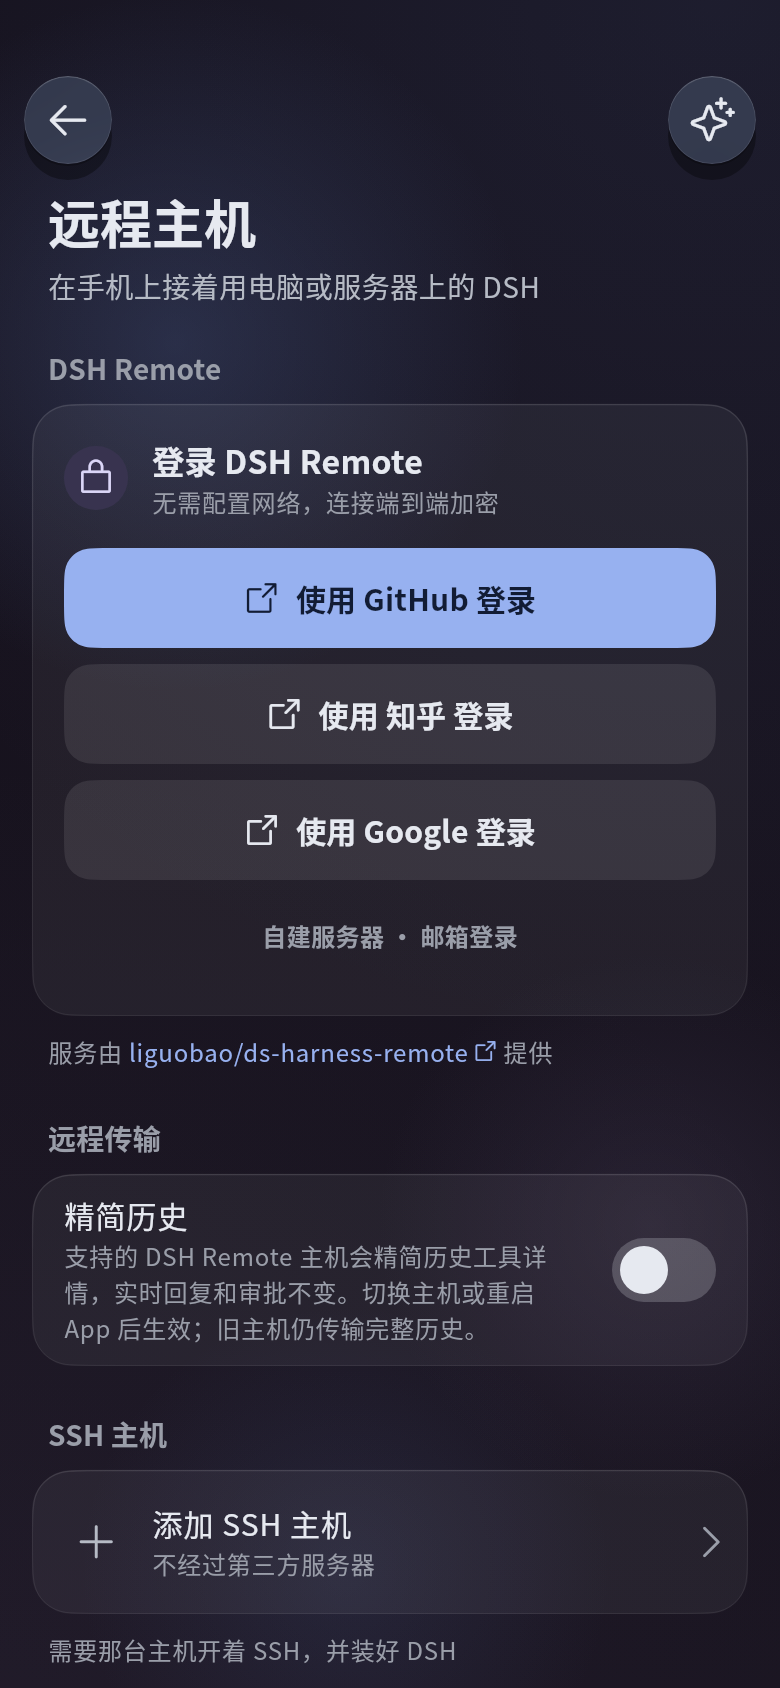 远程主机
在手机上接着用电脑或服务器上的 DSH
DSH Remote
登录 DSH Remote
无需配置网络，连接端到端加密
使用 GitHub 登录
使用 知乎 登录
使用 Google 登录
自建服务器 · 邮箱登录
服务由 liguobao/ds-harness-remote 提供
远程传输
精简历史
支持的 DSH Remote 主机会精简历史工具详
情，实时回复和审批不变。切换主机或重启
App 后生效；旧主机仍传输完整历史。
SSH 主机
添加 SSH 主机
不经过第三方服务器
需要那台主机开着 SSH，并装好 DSH